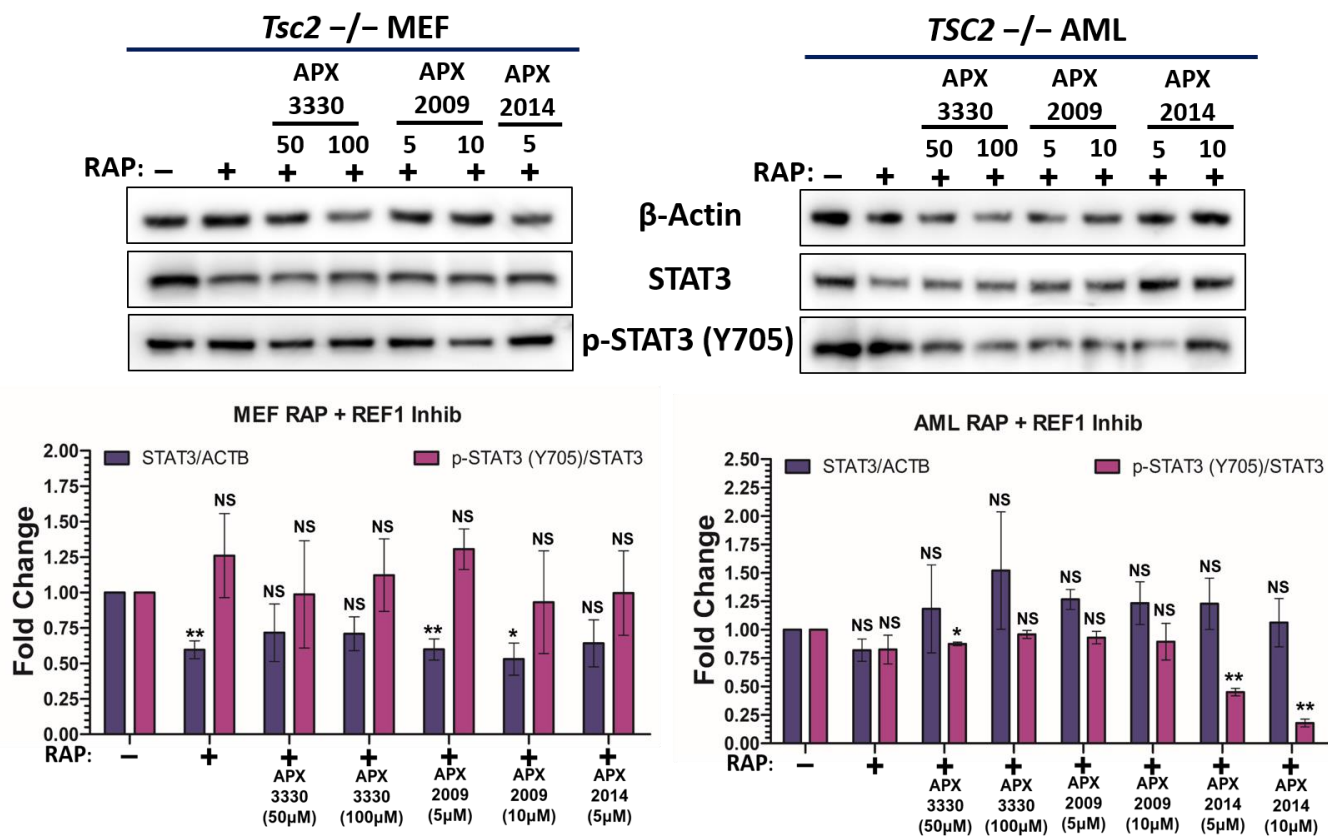 Tsc2 −/− MEF
APX
3330
APX
2009
APX
2014
50 100 5 10 5
RAP: − + + + + + +
TSC2 −/− AML
APX
3330
APX
2009
APX
2014
50 100 5 10 5 10
RAP: − + + + + + + +
β-Actin
STAT3
p-STAT3 (Y705)
MEF RAP + REF1 Inhib
STAT3/ACTB
p-STAT3 (Y705)/STAT3
Fold Change
2.00
1.75
1.50
1.25
1.00
0.75
0.50
0.25
0.00
** NS
NS NS
NS NS
** NS
* NS
NS NS
RAP: − + + + + + +
APX
3330
(50µM)
APX
3330
(100µM)
APX
2009
(5µM)
APX
2009
(10µM)
APX
2014
(5µM)
AML RAP + REF1 Inhib
STAT3/ACTB
p-STAT3 (Y705)/STAT3
Fold Change
2.50
2.25
2.00
1.75
1.50
1.25
1.00
0.75
0.50
0.25
0.00
NS NS
NS *
NS NS
NS NS
NS NS
NS **
NS **
RAP: − + + + + + + +
APX
3330
(50µM)
APX
3330
(100µM)
APX
2009
(5µM)
APX
2009
(10µM)
APX
2014
(5µM)
APX
2014
(10µM)